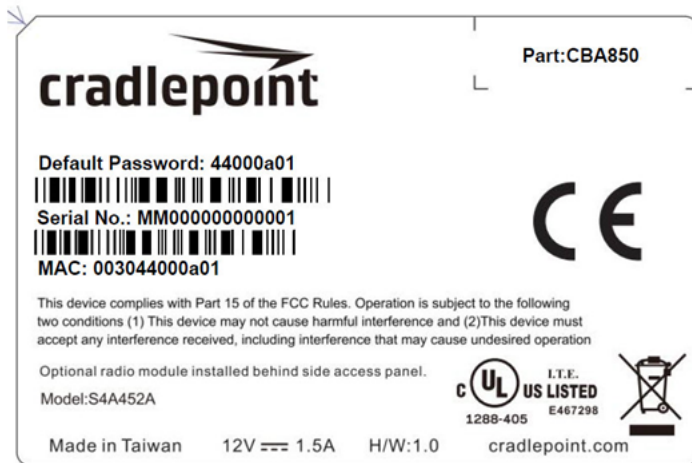 cradlepoint
Part:CBA850
Default Password: 44000a01
Serial No.: MM000000000001
MAC: 003044000a01
CE
This device complies with Part 15 of the FCC Rules. Operation is subject to the following
two conditions (1) This device may not cause harmful interference and (2)This device must
accept any interference received, including interference that may cause undesired operation
Optional radio module installed behind side access panel.
Model:S4A452A
C UL US LISTED
I.T.E.
E467298
1288-405
Made in Taiwan 12V 1.5A H/W:1.0 cradlepoint.com